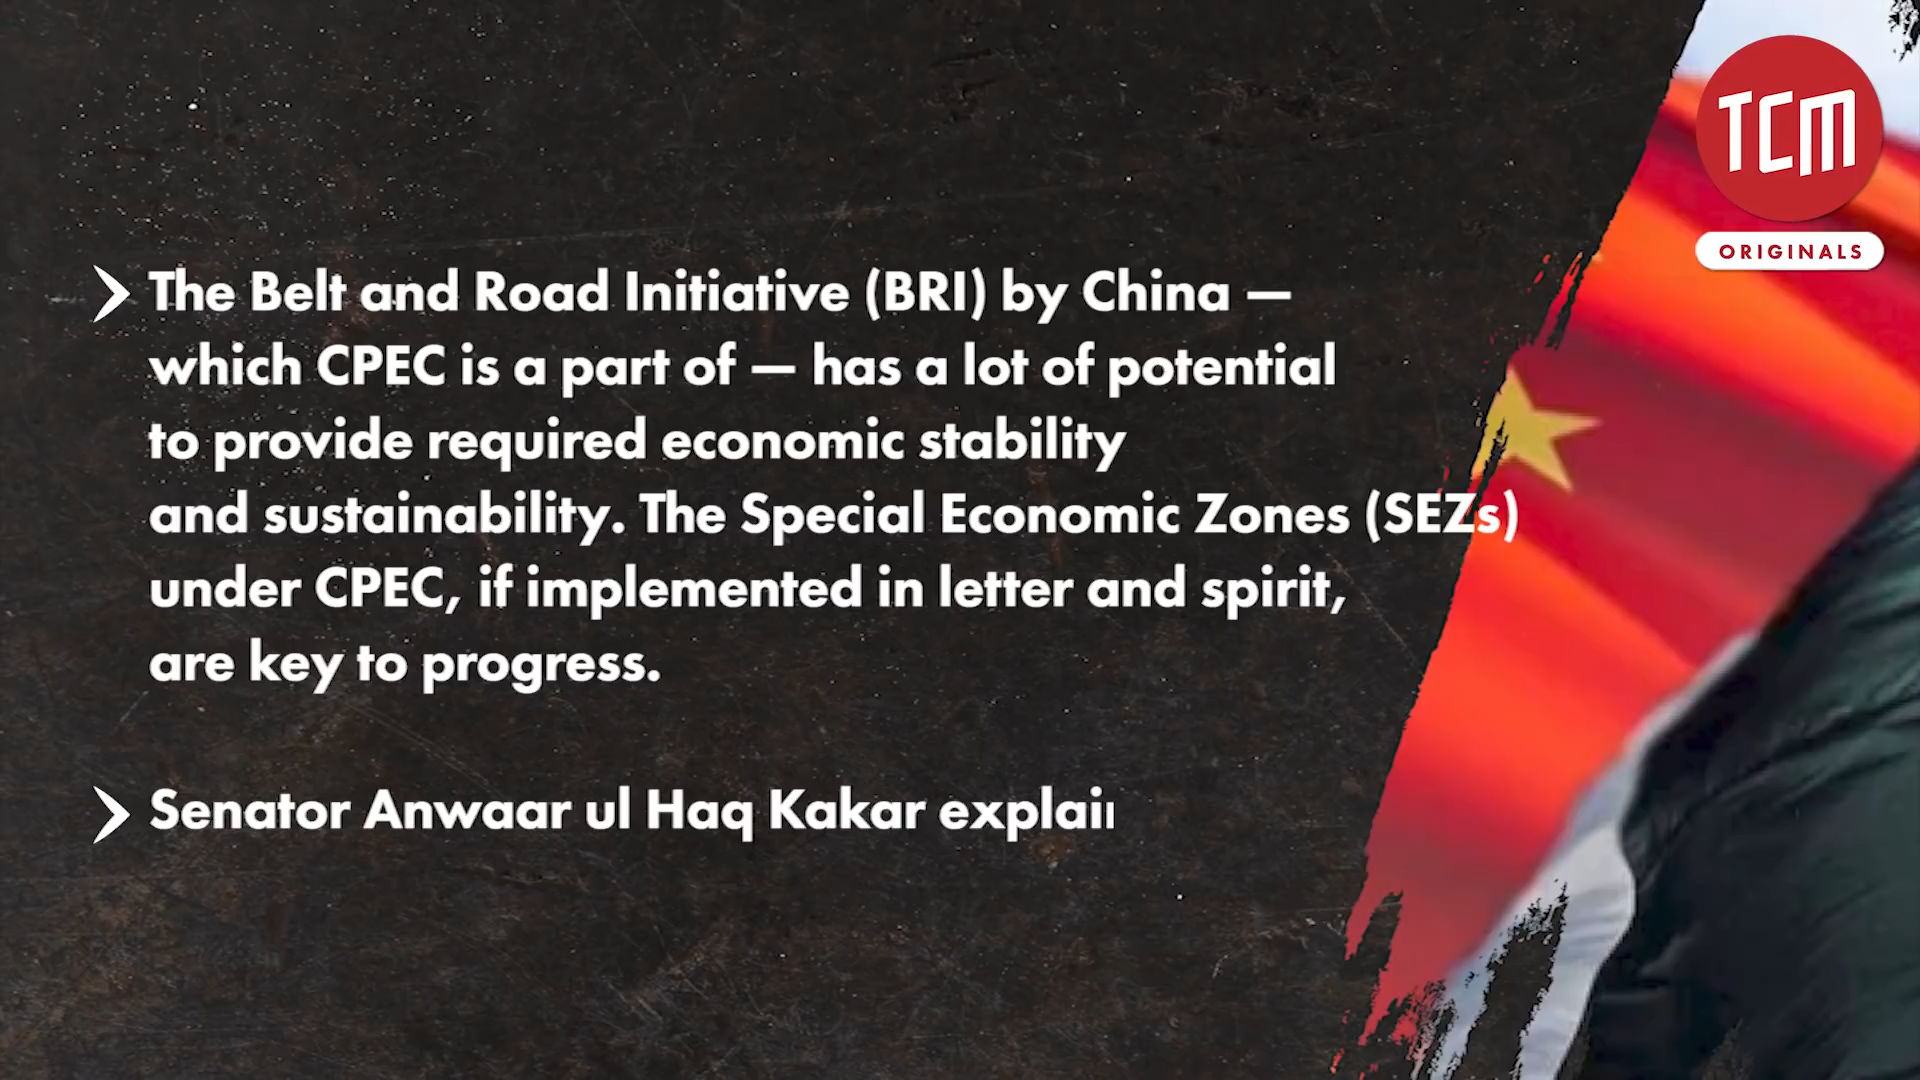 TCM
ORIGINALS
The Belt and Road Initiative (BRI) by China —
which CPEC is a part of — has a lot of potential
to provide required economic stability
and sustainability. The Special Economic Zones (SEZs)
under CPEC, if implemented in letter and spirit,
are key to progress.
Senator Anwaar ul Haq Kakar